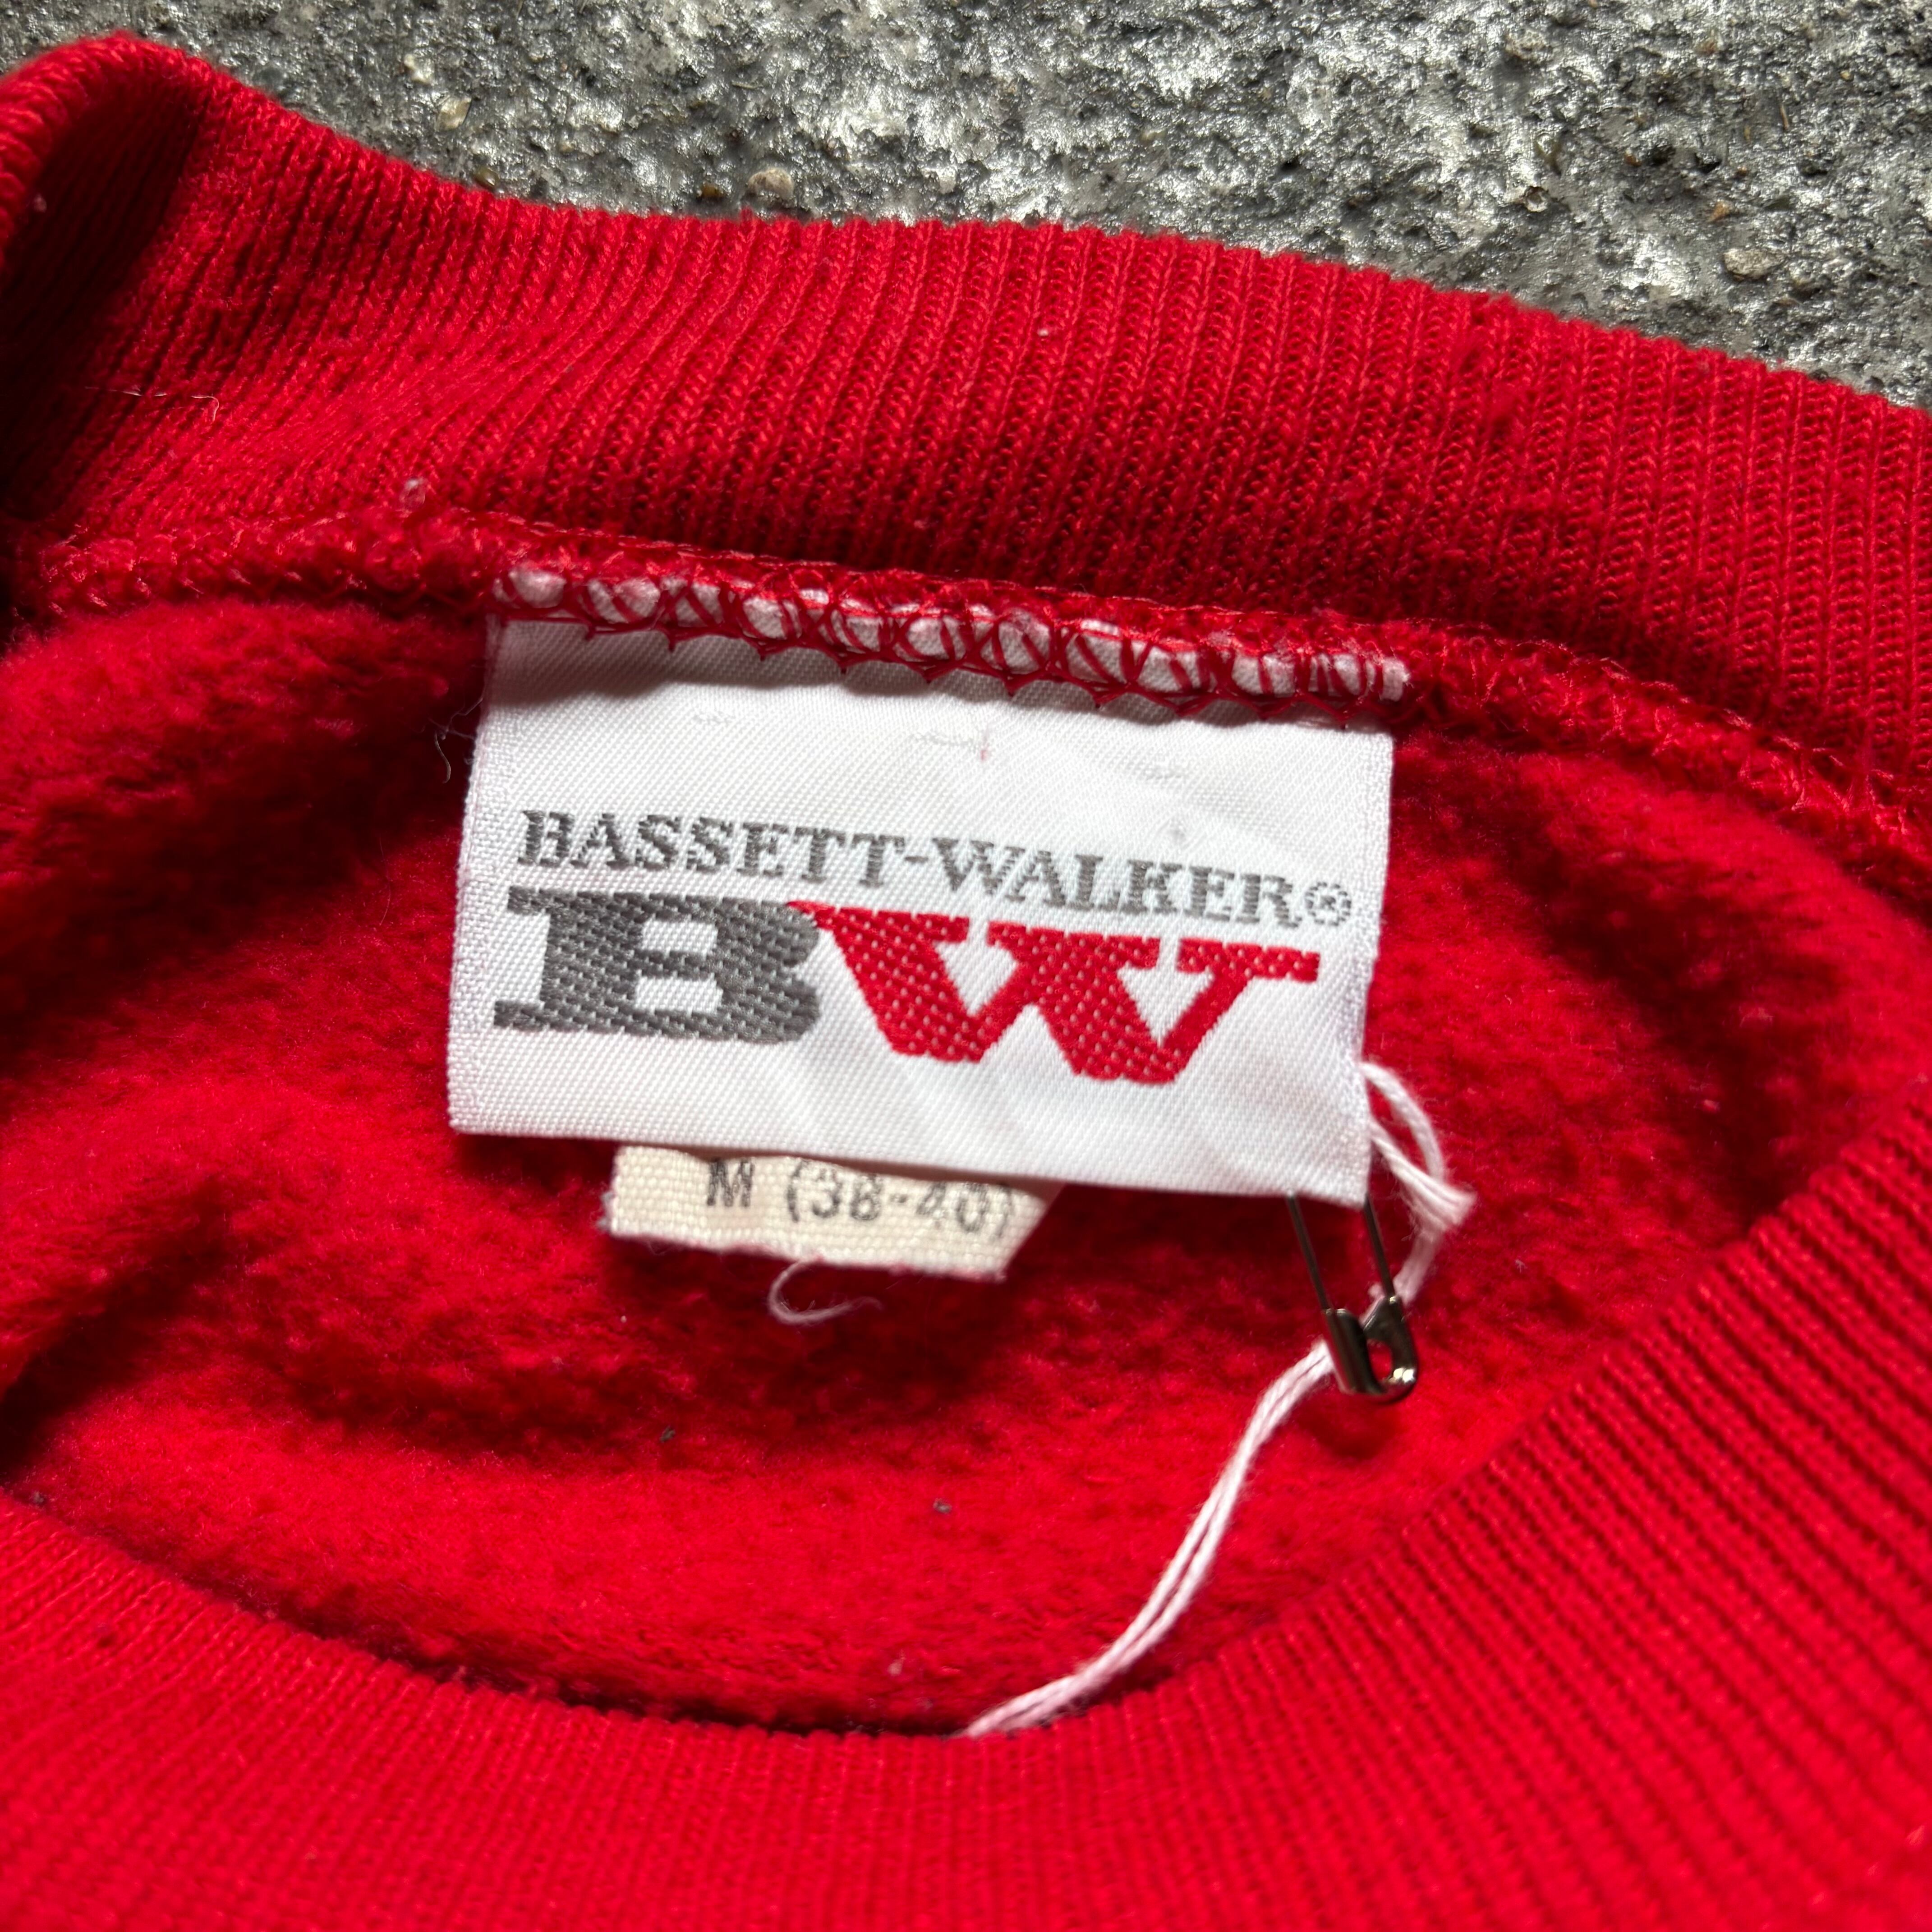 BASSETT-WALKER®
BW
M (38-40)